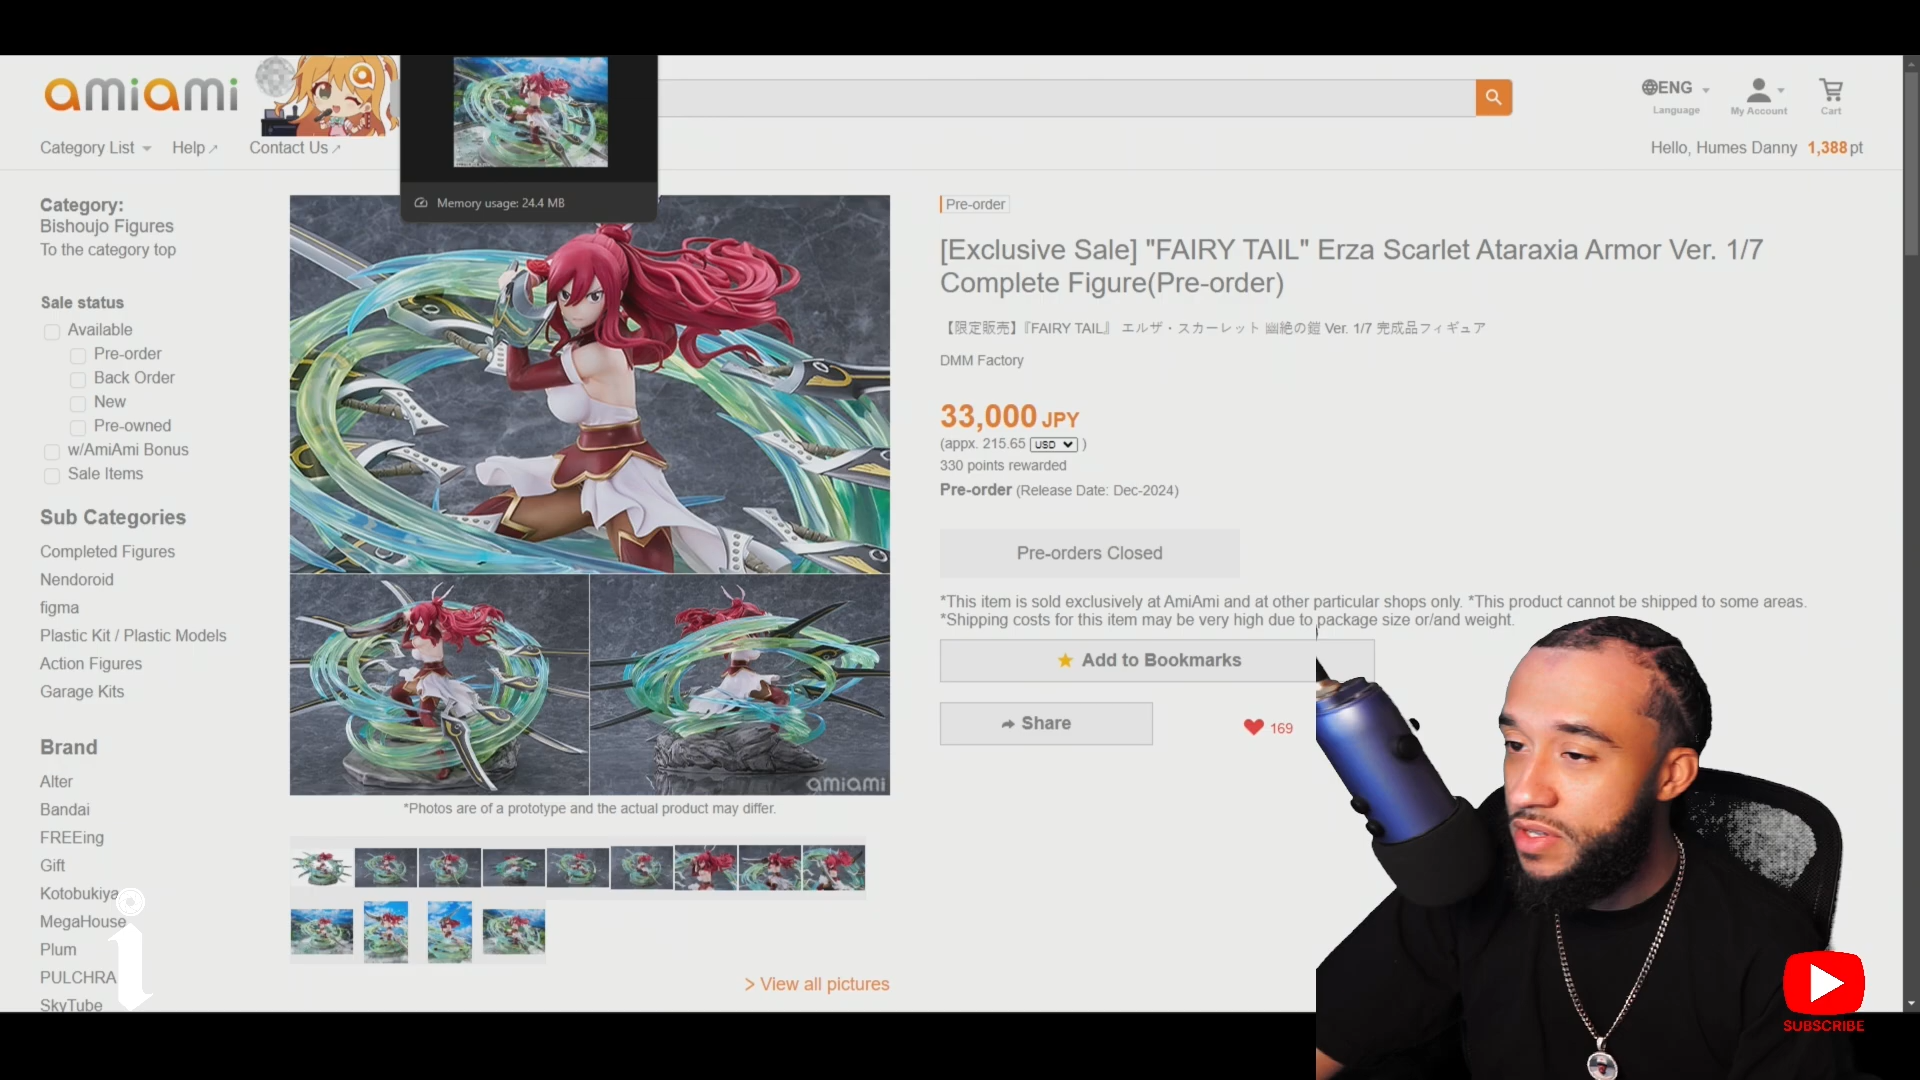 amiami
ENG
Language
My Account
Cart
Category List
Help
Contact Us
Hello, Humes Danny 1,388 pt
Memory usage: 24.4 MB
Category:
Bishoujo Figures
To the category top
Sale status
Available
Pre-order
Back Order
New
Pre-owned
w/AmiAmi Bonus
Sale Items
Sub Categories
Completed Figures
Nendoroid
figma
Plastic Kit / Plastic Models
Action Figures
Garage Kits
Brand
Alter
Bandai
FREEing
Gift
Kotobukiya
MegaHouse
Plum
PULCHRA
SkyTube
amiami
*Photos are of a prototype and the actual product may differ.
> View all pictures
Pre-order
[Exclusive Sale] "FAIRY TAIL" Erza Scarlet Ataraxia Armor Ver. 1/7
Complete Figure(Pre-order)
【限定販売】『FAIRY TAIL』 エルザ・スカーレット 幽絶の鎧 Ver. 1/7 完成品フィギュア
DMM Factory
33,000 JPY
(appx. 215.65 USD )
330 points rewarded
Pre-order (Release Date: Dec-2024)
Pre-orders Closed
*This item is sold exclusively at AmiAmi and at other particular shops only. *This product cannot be shipped to some areas.
*Shipping costs for this item may be very high due to package size or/and weight.
Add to Bookmarks
Share
169
SUBSCRIBE